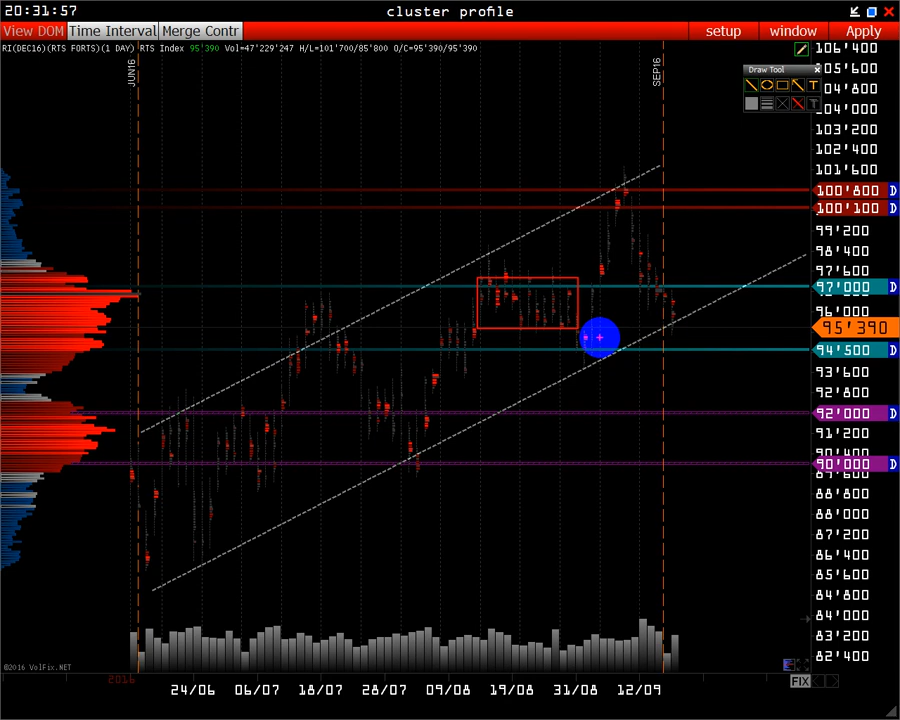 20:31:57
cluster profile
View DOM Time Interval Merge Contr setup window Apply
RI(DEC16)(RTS FORTS)(1 DAY) RTS Index 95'390 Vol=47'229'247 H/L=101'700/85'800 O/C=95'390/95'390
JUN16
SEP16
Draw Tool
T
T
106'400
105'600
104'800
104'000
103'200
102'400
101'600
100'800 D
100'100 D
99'200
98'400
97'600
97'000 D
96'000
95'390
94'500 D
93'600
92'800
92'000 D
91'200
90'400
90'000 D
89'600
88'800
88'000
87'200
86'400
85'600
84'800
84'000
83'200
82'400
©2016 VolFix.NET
2016
24/06 06/07 18/07 28/07 09/08 19/08 31/08 12/09
FIX